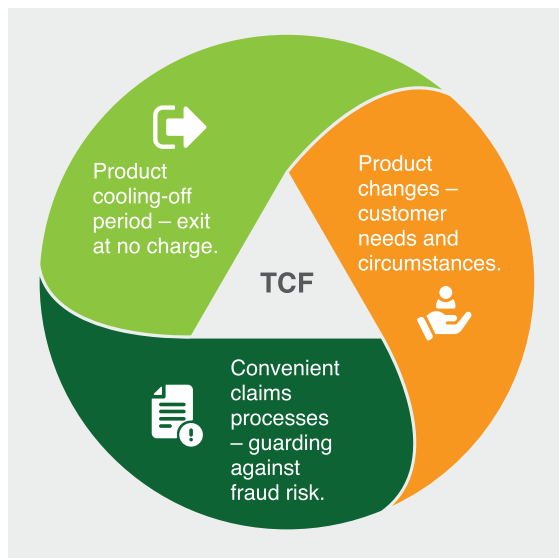 Product
cooling-off
period – exit
at no charge.
Product
changes –
customer
needs and
circumstances.
TCF
Convenient
claims
processes
– guarding
against
fraud risk.